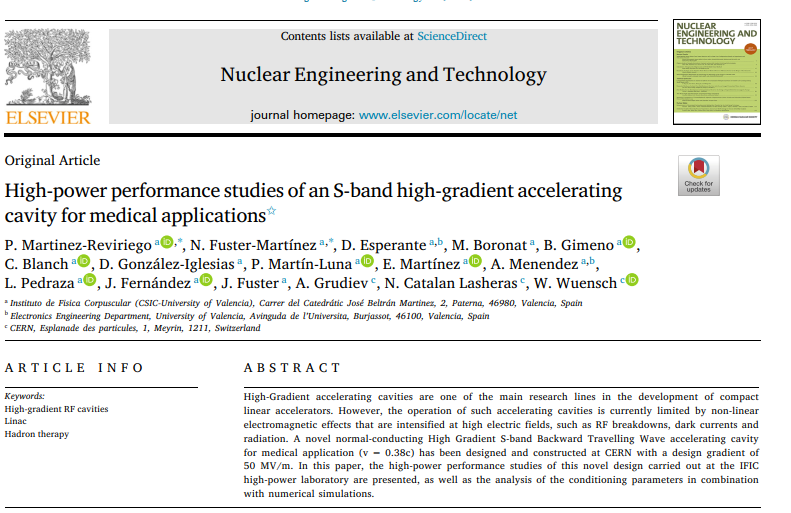 Contents lists available at ScienceDirect
Nuclear Engineering and Technology
journal homepage: www.elsevier.com/locate/net
ELSEVIER
NUCLEAR
ENGINEERING AND
TECHNOLOGY
Original Article
Check for
updates
High-power performance studies of an S-band high-gradient accelerating
cavity for medical applications☆
P. Martinez-Reviriego a,*, N. Fuster-Martínez a,*, D. Esperante a,b, M. Boronat a, B. Gimeno a,
C. Blanch a, D. González-Iglesias a, P. Martín-Luna a, E. Martínez a, A. Menendez a,b,
L. Pedraza a, J. Fernández a, J. Fuster a, A. Grudiev c, N. Catalan Lasheras c, W. Wuensch c
a Instituto de Fisica Corpuscular (CSIC-University of Valencia), Carrer del Catedrátic José Beltrán Martinez, 2, Paterna, 46980, Valencia, Spain
b Electronics Engineering Department, University of Valencia, Avinguda de l'Universita, Burjassot, 46100, Valencia, Spain
c CERN, Esplanade des particules, 1, Meyrin, 1211, Switzerland
ARTICLE INFO
Keywords:
High-gradient RF cavities
Linac
Hadron therapy
ABSTRACT
High-Gradient accelerating cavities are one of the main research lines in the development of compact
linear accelerators. However, the operation of such accelerating cavities is currently limited by non-linear
electromagnetic effects that are intensified at high electric fields, such as RF breakdowns, dark currents and
radiation. A novel normal-conducting High Gradient S-band Backward Travelling Wave accelerating cavity
for medical application (v = 0.38c) has been designed and constructed at CERN with a design gradient of
50 MV/m. In this paper, the high-power performance studies of this novel design carried out at the IFIC
high-power laboratory are presented, as well as the analysis of the conditioning parameters in combination
with numerical simulations.